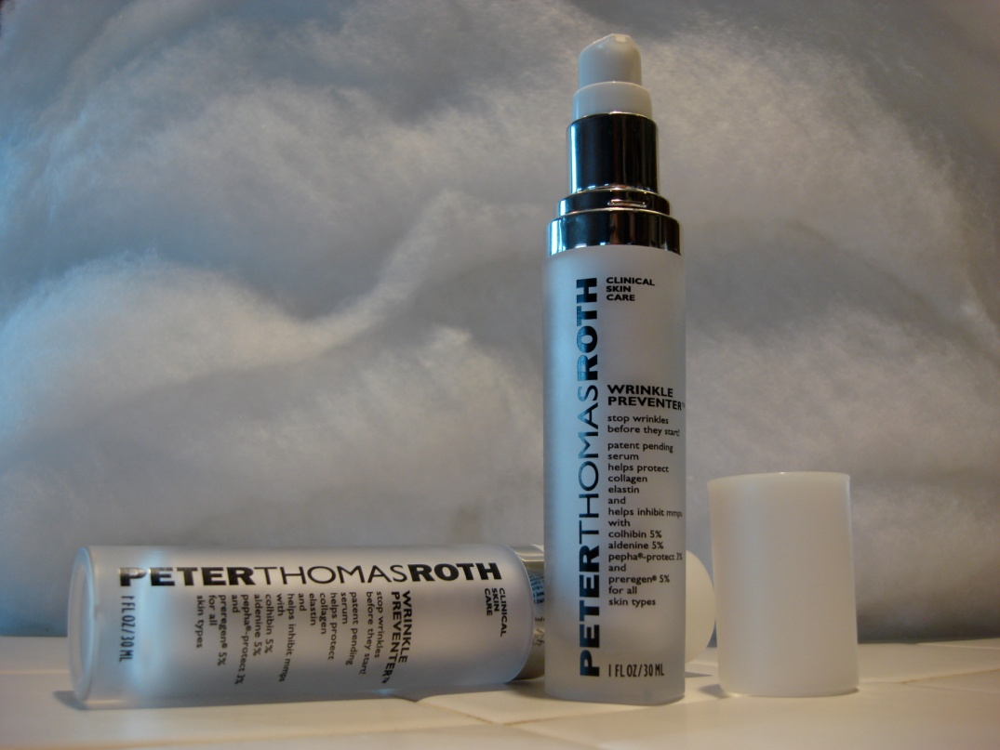 PETERTHOMASROTH
CLINICAL
SKIN
CARE
WRINKLE
PREVENTER™
stop wrinkles
before they start!
patent pending
serum
helps protect
collagen
elastin
and
helps inhibit mmps
with
colhibin 5%
aldenine 5%
pepha®-protect 3%
and
preregen® 5%
for all
skin types
1 FL OZ/30 ML
PETERTHOMASROTH
CLINICAL
SKIN
CARE
WRINKLE
PREVENTER™
stop wrinkles
before they start!
patent pending
serum
helps protect
collagen
elastin
and
helps inhibit mmps
with
colhibin 5%
aldenine 5%
pepha®-protect 3%
and
preregen® 5%
for all
skin types
1 FL OZ/30 ML